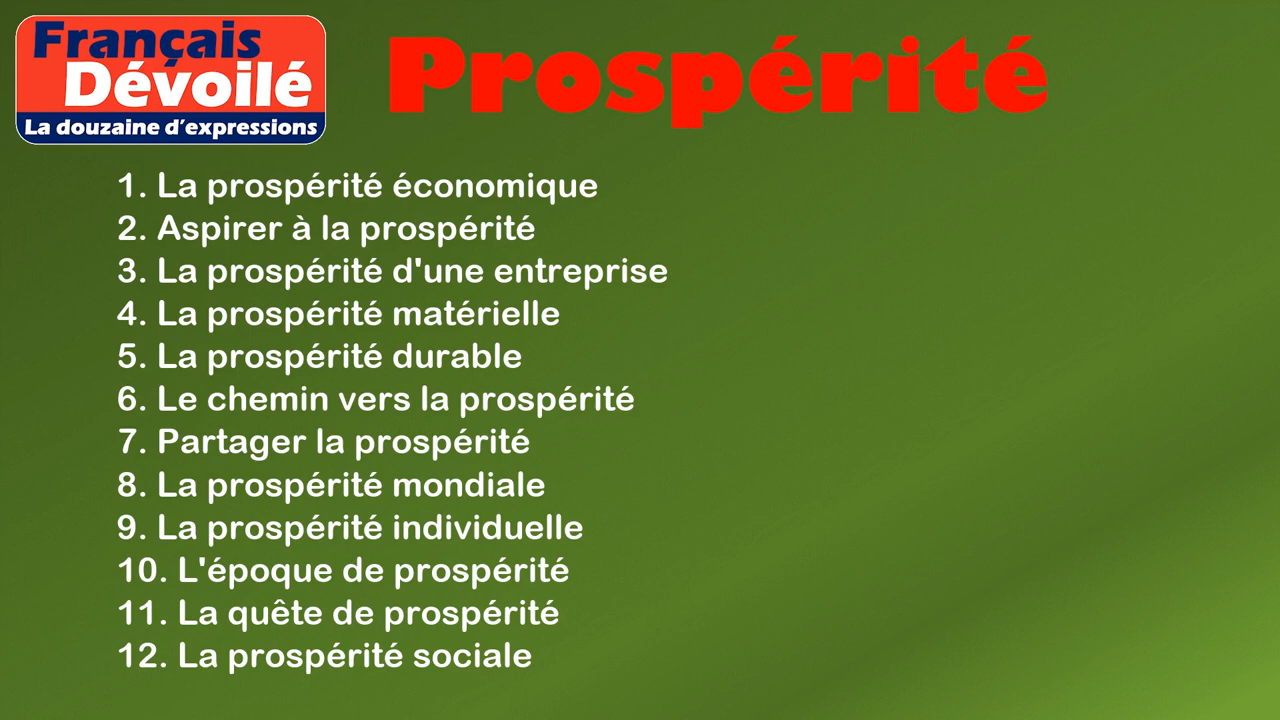 Français
Dévoilé
La douzaine d'expressions
Prospérité
1. La prospérité économique
2. Aspirer à la prospérité
3. La prospérité d'une entreprise
4. La prospérité matérielle
5. La prospérité durable
6. Le chemin vers la prospérité
7. Partager la prospérité
8. La prospérité mondiale
9. La prospérité individuelle
10. L'époque de prospérité
11. La quête de prospérité
12. La prospérité sociale